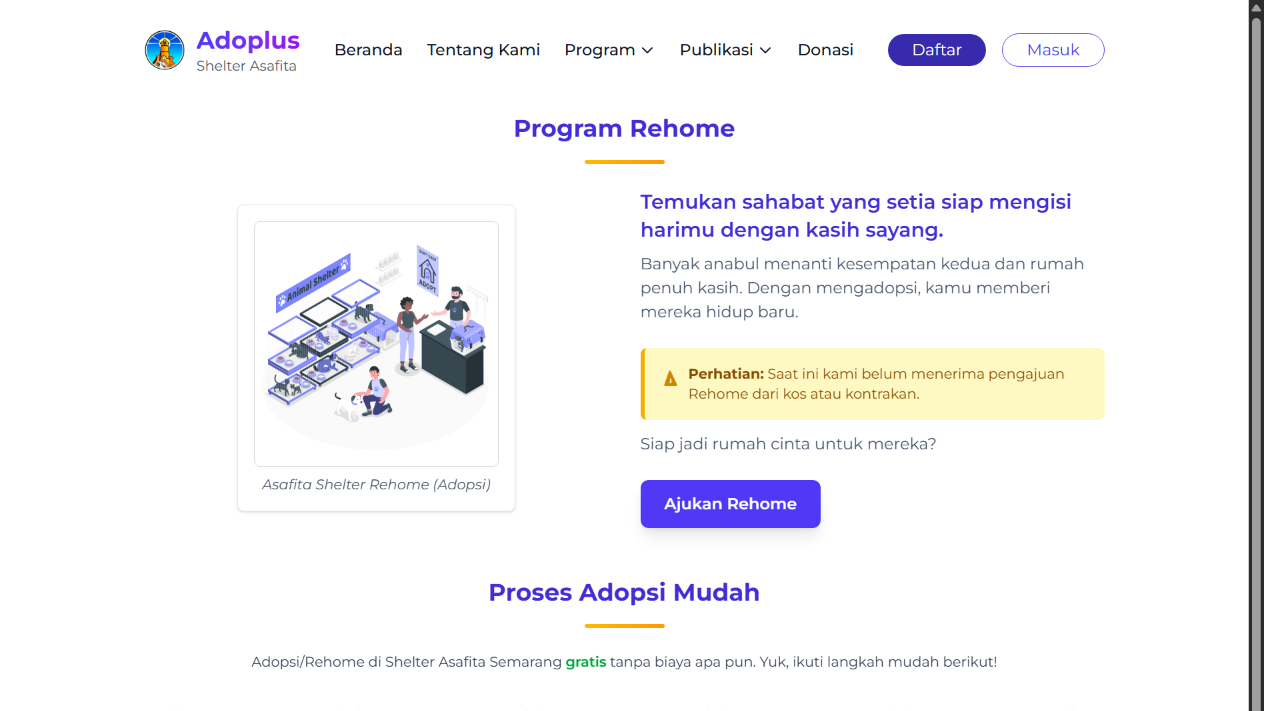 Adoplus
Shelter Asafita
Beranda
Tentang Kami
Program
Publikasi
Donasi
Daftar
Masuk
Program Rehome
Animal Shelter
ADOPT
Asafita Shelter Rehome (Adopsi)
Temukan sahabat yang setia siap mengisi
harimu dengan kasih sayang.
Banyak anabul menanti kesempatan kedua dan rumah
penuh kasih. Dengan mengadopsi, kamu memberi
mereka hidup baru.
Perhatian: Saat ini kami belum menerima pengajuan
Rehome dari kos atau kontrakan.
Siap jadi rumah cinta untuk mereka?
Ajukan Rehome
Proses Adopsi Mudah
Adopsi/Rehome di Shelter Asafita Semarang gratis tanpa biaya apa pun. Yuk, ikuti langkah mudah berikut!